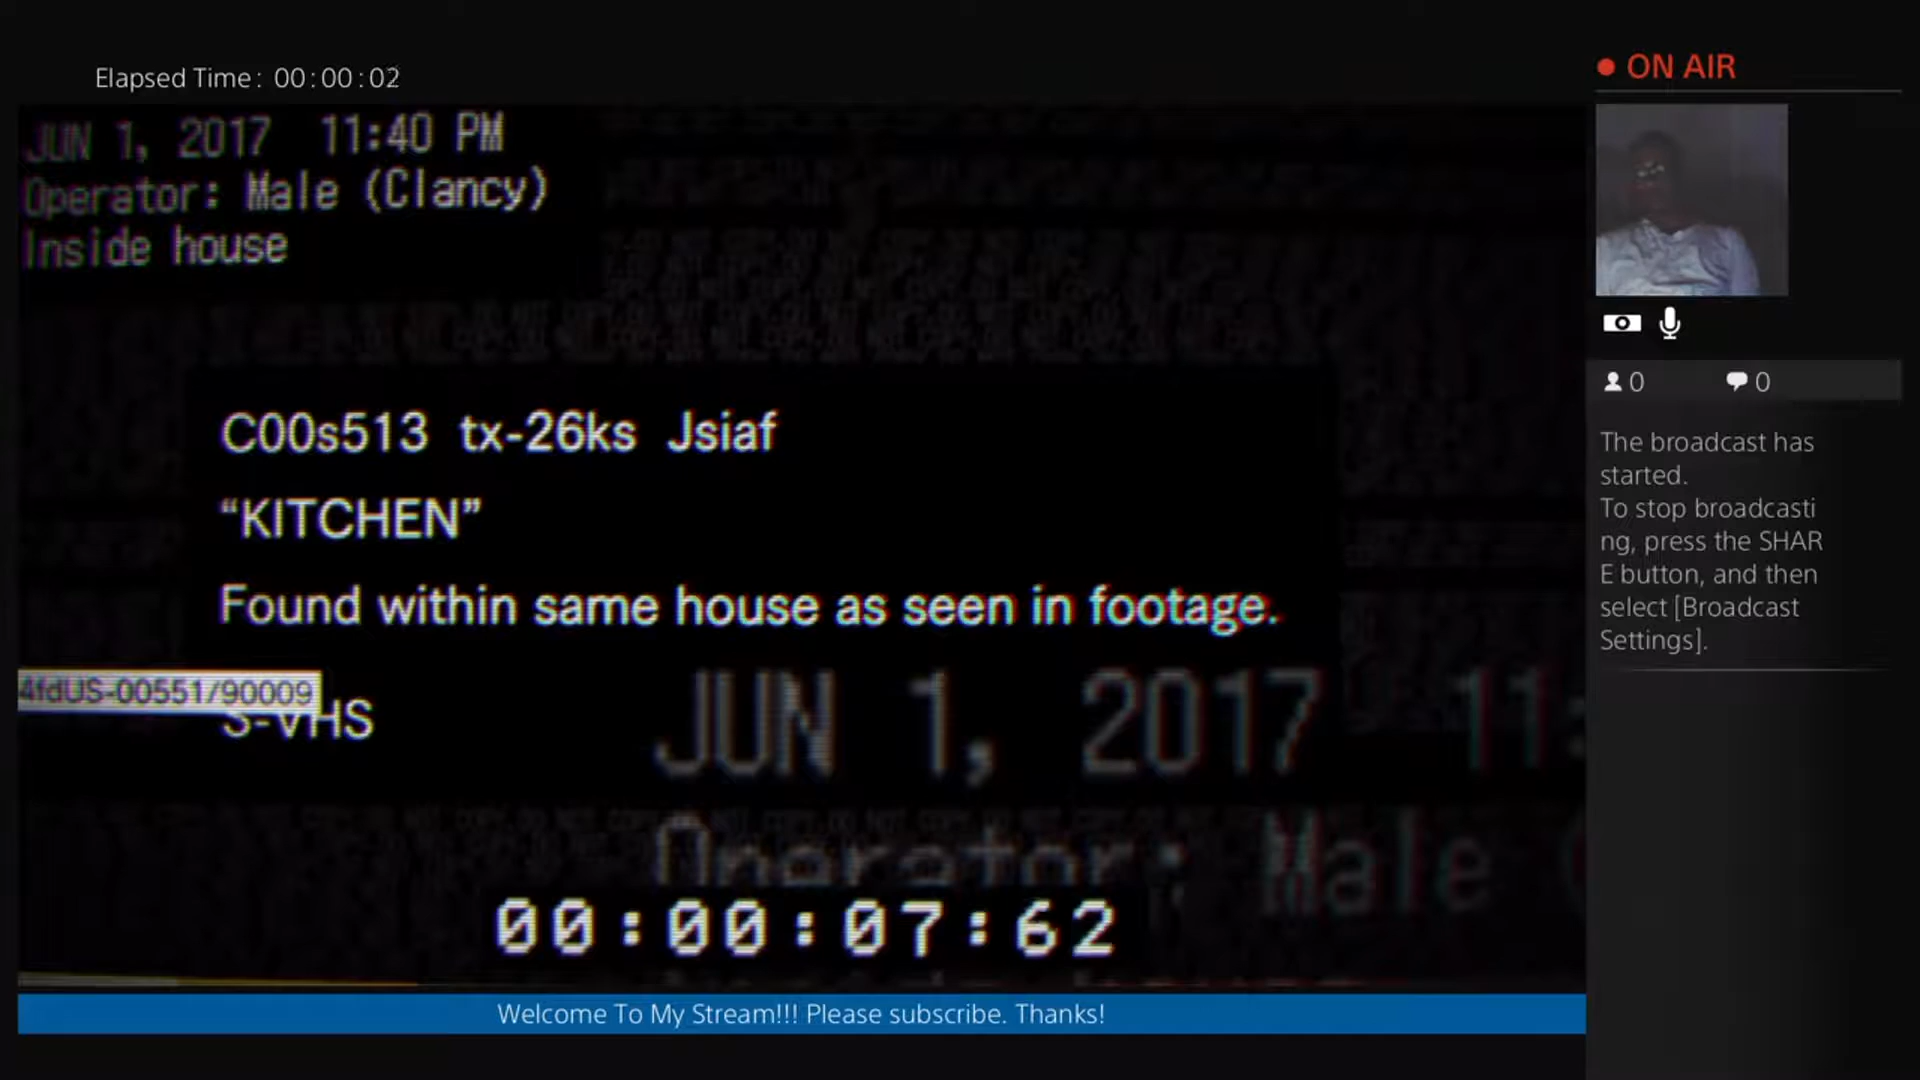 Elapsed Time: 00:00:02
ON AIR
JUN 1, 2017 11:40 PM
Operator: Male (Clancy)
Inside house
C00s513 tx-26ks Jsiaf
“KITCHEN”
Found within same house as seen in footage.
4fdUS-00551/90009
S-VHS
JUN 1, 2017 11:
Operator: Male (
00:00:07:62
Welcome To My Stream!!! Please subscribe. Thanks!
0 0
The broadcast has
started.
To stop broadcasti
ng, press the SHAR
E button, and then
select [Broadcast
Settings].